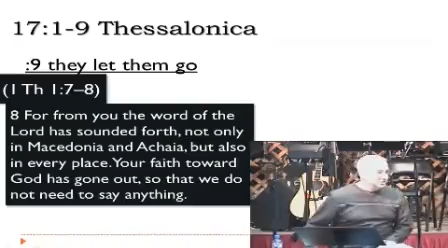 17:1-9 Thessalonica
:9 they let them go
(1 Th 1:7–8)
8 For from you the word of the
Lord has sounded forth, not only
in Macedonia and Achaia, but also
in every place. Your faith toward
God has gone out, so that we do
not need to say anything.